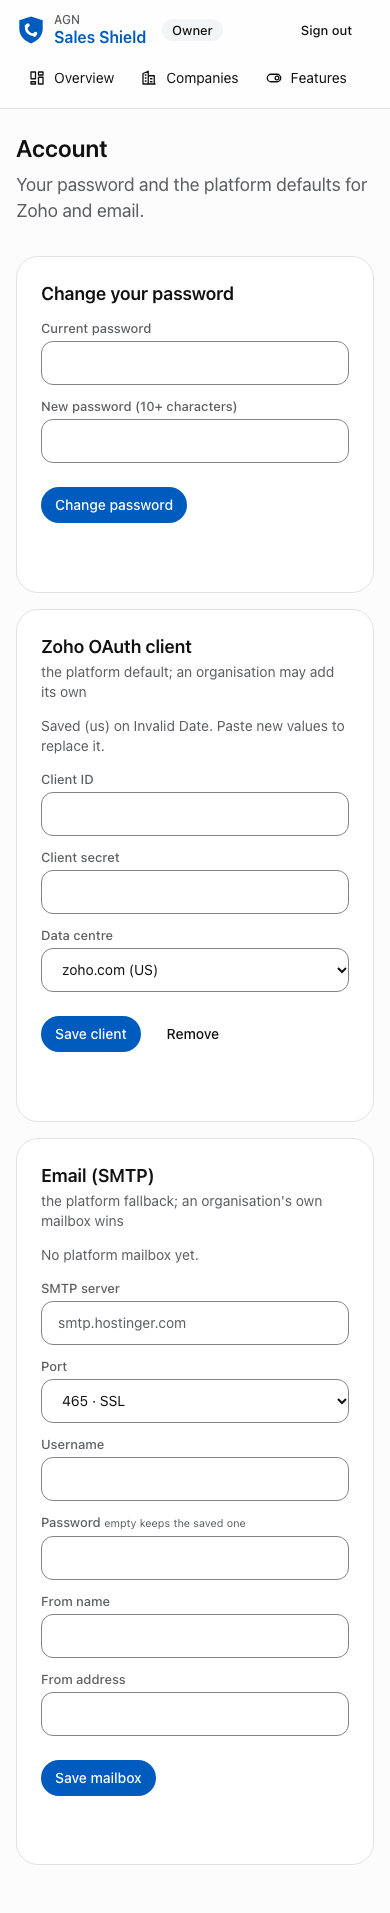 AGN
Sales Shield
Owner
Sign out
Overview
Companies
Features
Account
Your password and the platform defaults for
Zoho and email.
Change your password
Current password
New password (10+ characters)
Change password
Zoho OAuth client
the platform default; an organisation may add
its own
Saved (us) on Invalid Date. Paste new values to
replace it.
Client ID
Client secret
Data centre
zoho.com (US)
Save client
Remove
Email (SMTP)
the platform fallback; an organisation's own
mailbox wins
No platform mailbox yet.
SMTP server
smtp.hostinger.com
Port
465 · SSL
Username
Password empty keeps the saved one
From name
From address
Save mailbox